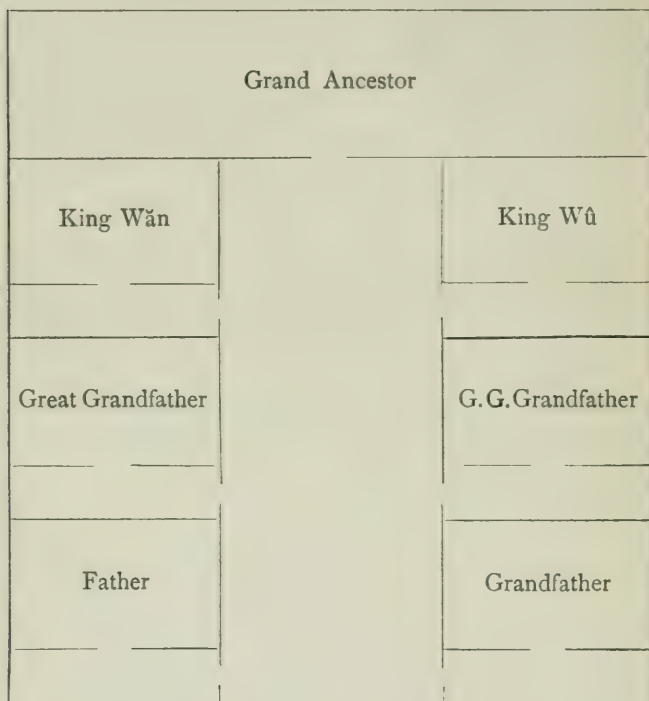 Grand Ancestor
King Wăn
King Wû
Great Grandfather
G.G.Grandfather
Father
Grandfather